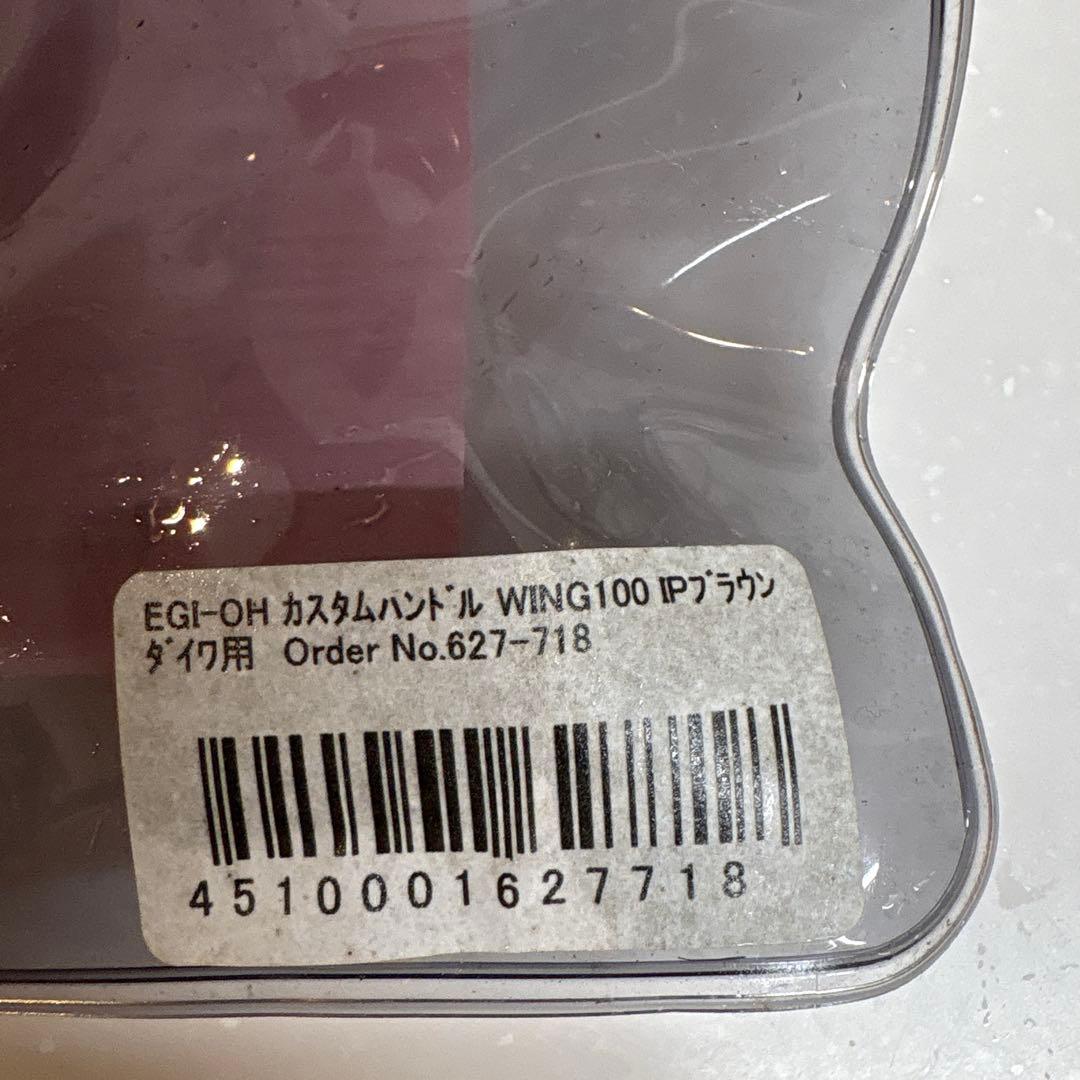 EGI-OH ｶｽﾀﾑﾊﾝﾄﾞﾙ WING100 IPﾌﾞﾗｳﾝ
ﾀﾞｲﾜ用 Order No.627-718
4510001627718